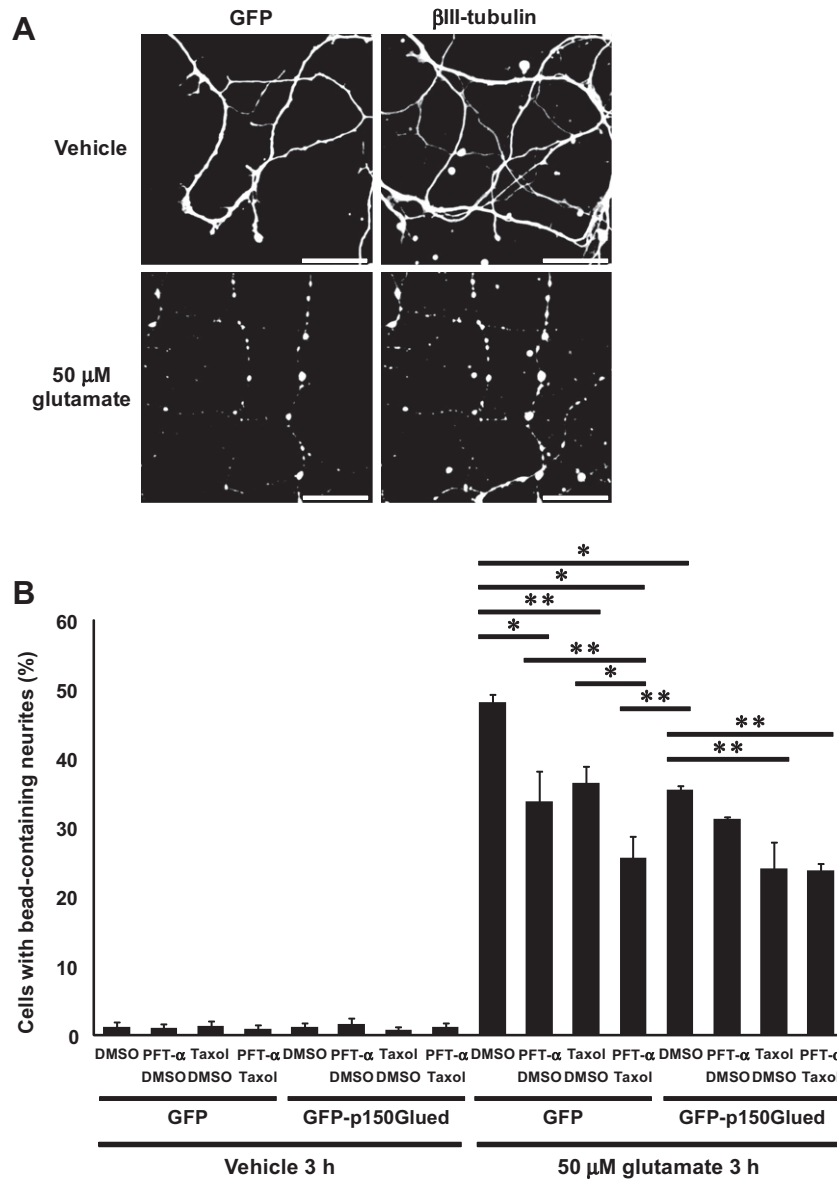 A
GFP βIII-tubulin
Vehicle
50 μM
glutamate
B
*
*
**
*
**
*
**
**
**
Cells with bead-containing neurites (%)
60
50
40
30
20
10
0
DMSO PFT-α Taxol PFT-α DMSO PFT-α Taxol PFT-α DMSO PFT-α Taxol PFT-α DMSO PFT-α Taxol PFT-α
DMSO DMSO Taxol DMSO DMSO Taxol DMSO DMSO Taxol DMSO DMSO Taxol
GFP GFP-p150Glued GFP GFP-p150Glued
Vehicle 3 h 50 μM glutamate 3 h